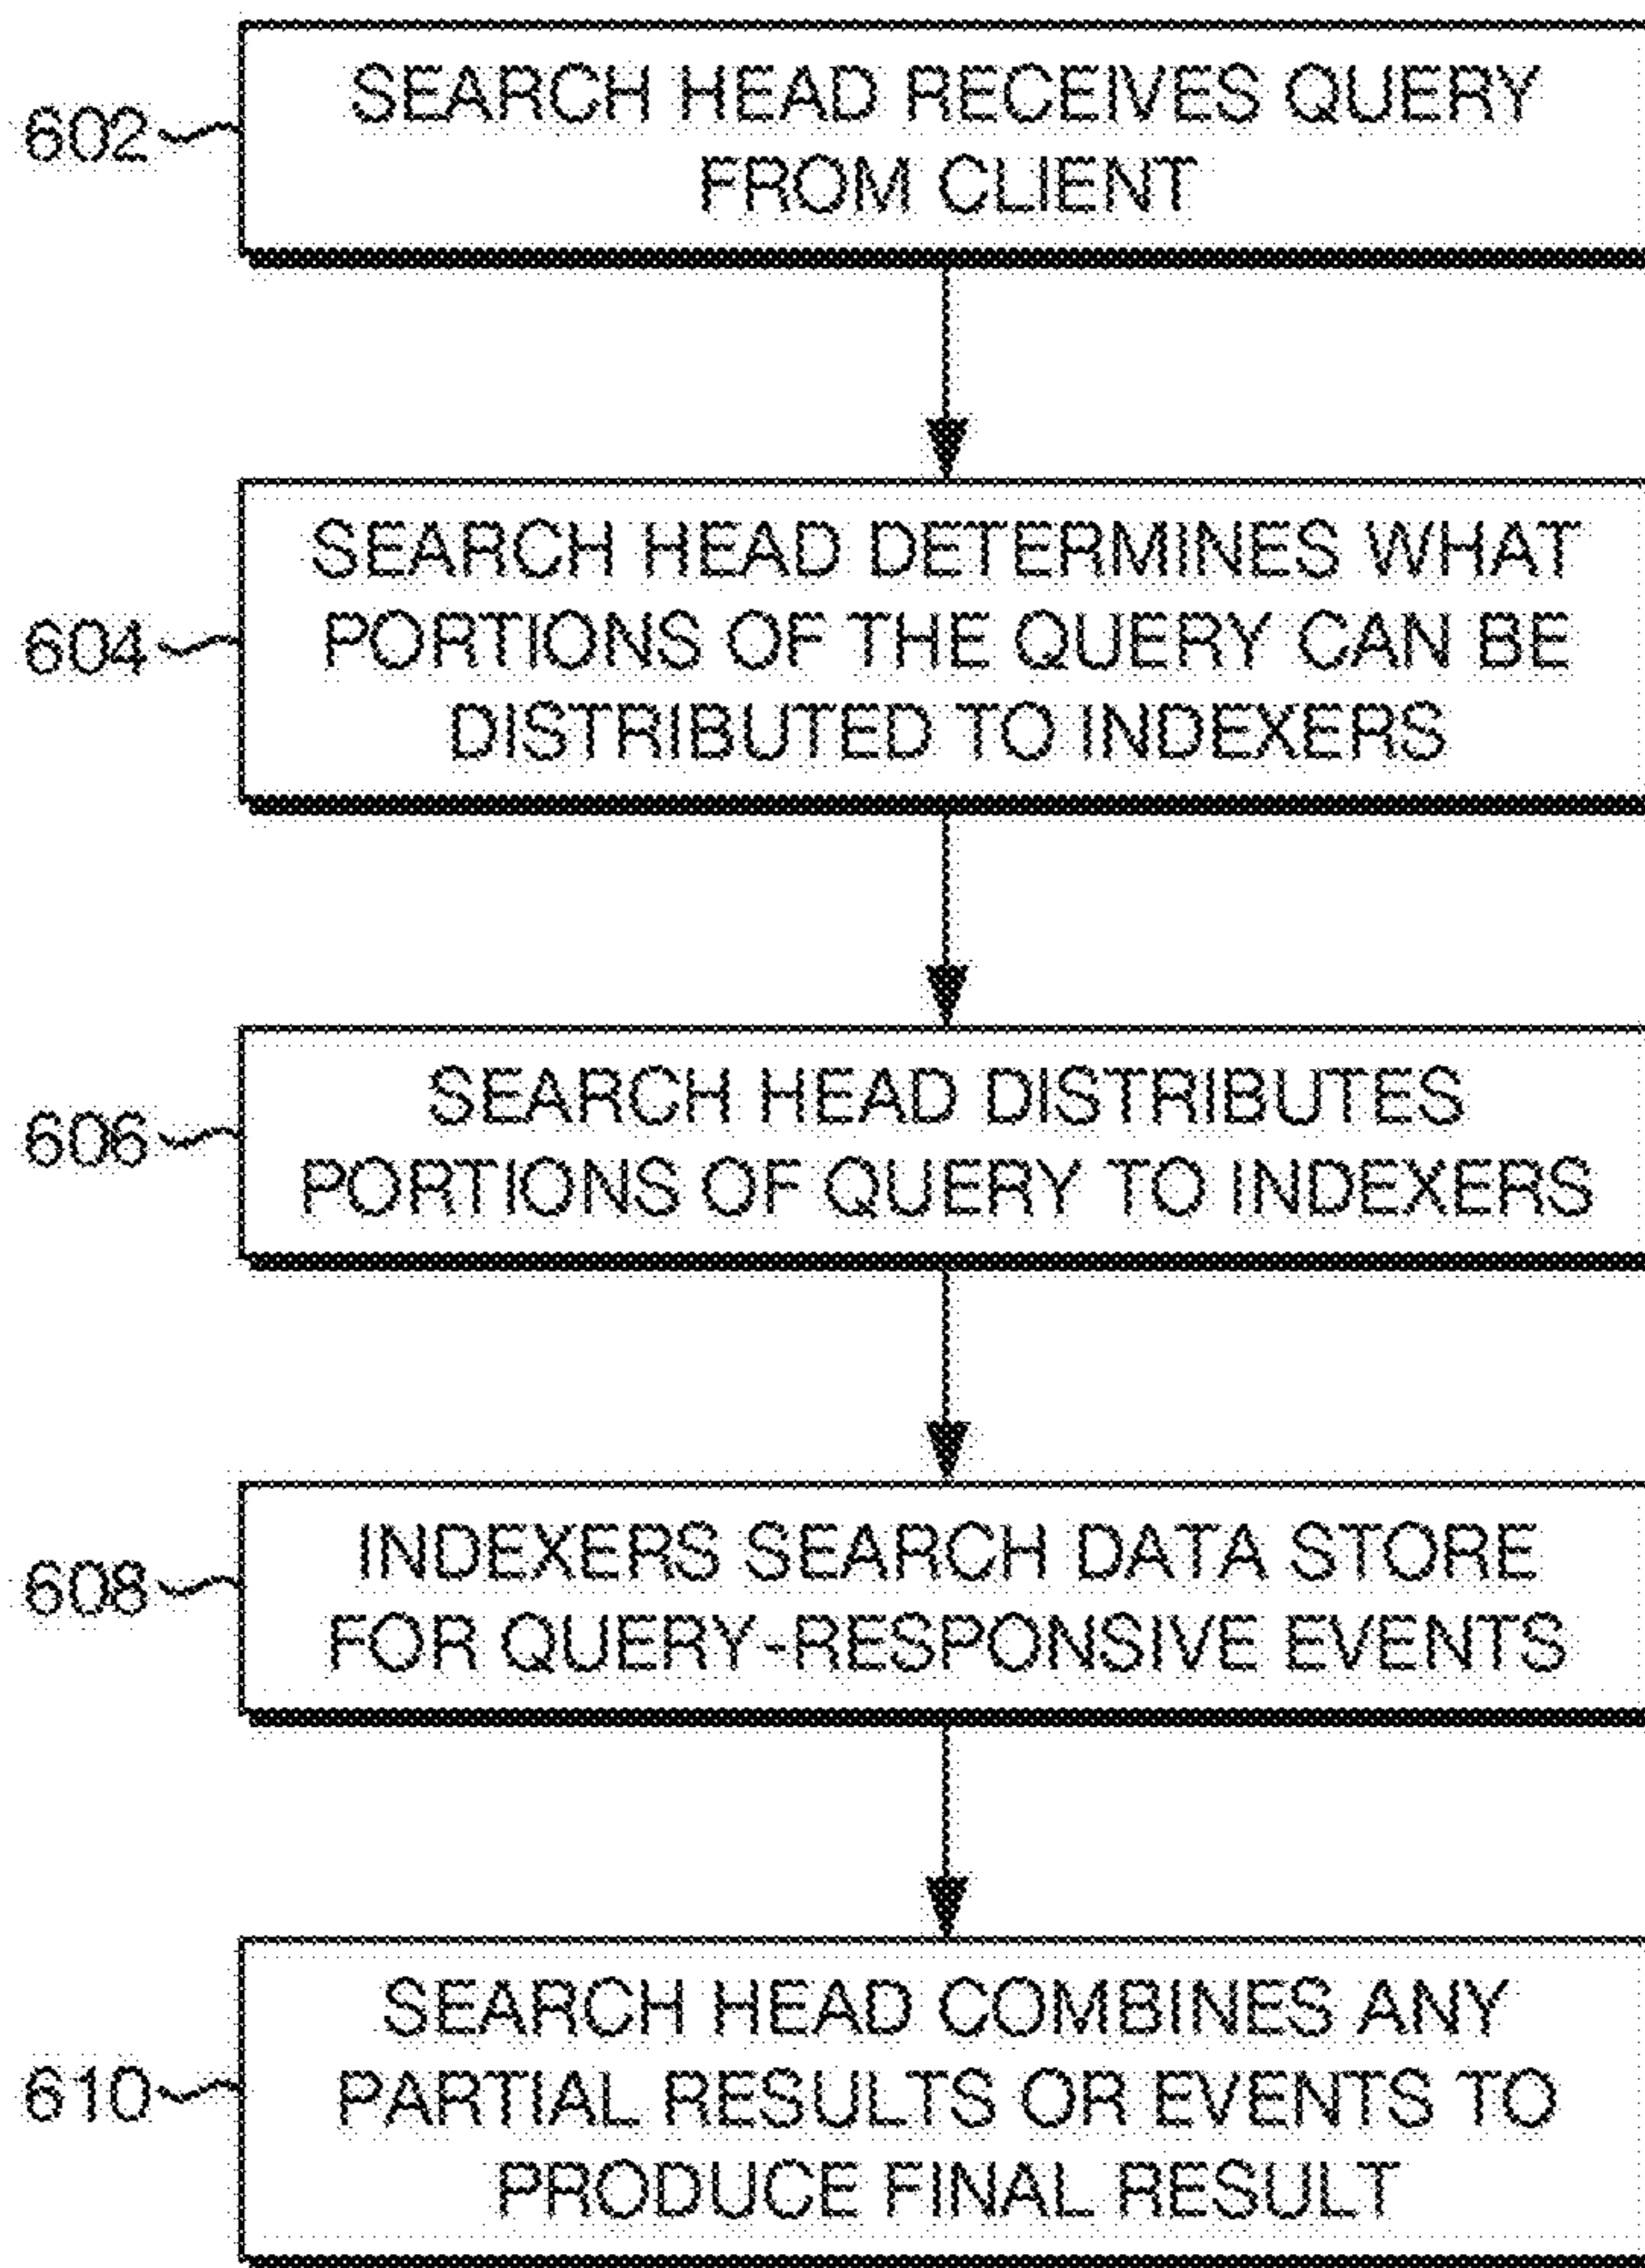 602
SEARCH HEAD RECEIVES QUERY
FROM CLIENT
604
SEARCH HEAD DETERMINES WHAT
PORTIONS OF THE QUERY CAN BE
DISTRIBUTED TO INDEXERS
606
SEARCH HEAD DISTRIBUTES
PORTIONS OF QUERY TO INDEXERS
608
INDEXERS SEARCH DATA STORE
FOR QUERY-RESPONSIVE EVENTS
610
SEARCH HEAD COMBINES ANY
PARTIAL RESULTS OR EVENTS TO
PRODUCE FINAL RESULT